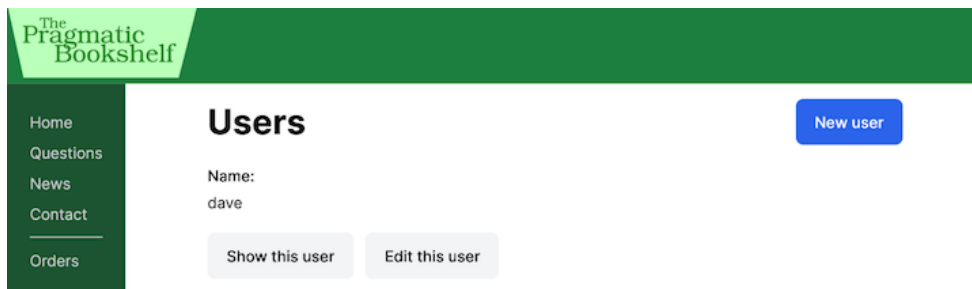 The
Pragmatic
Bookshelf
Home
Questions
News
Contact
Orders
Users
New user
Name:
dave
Show this user
Edit this user